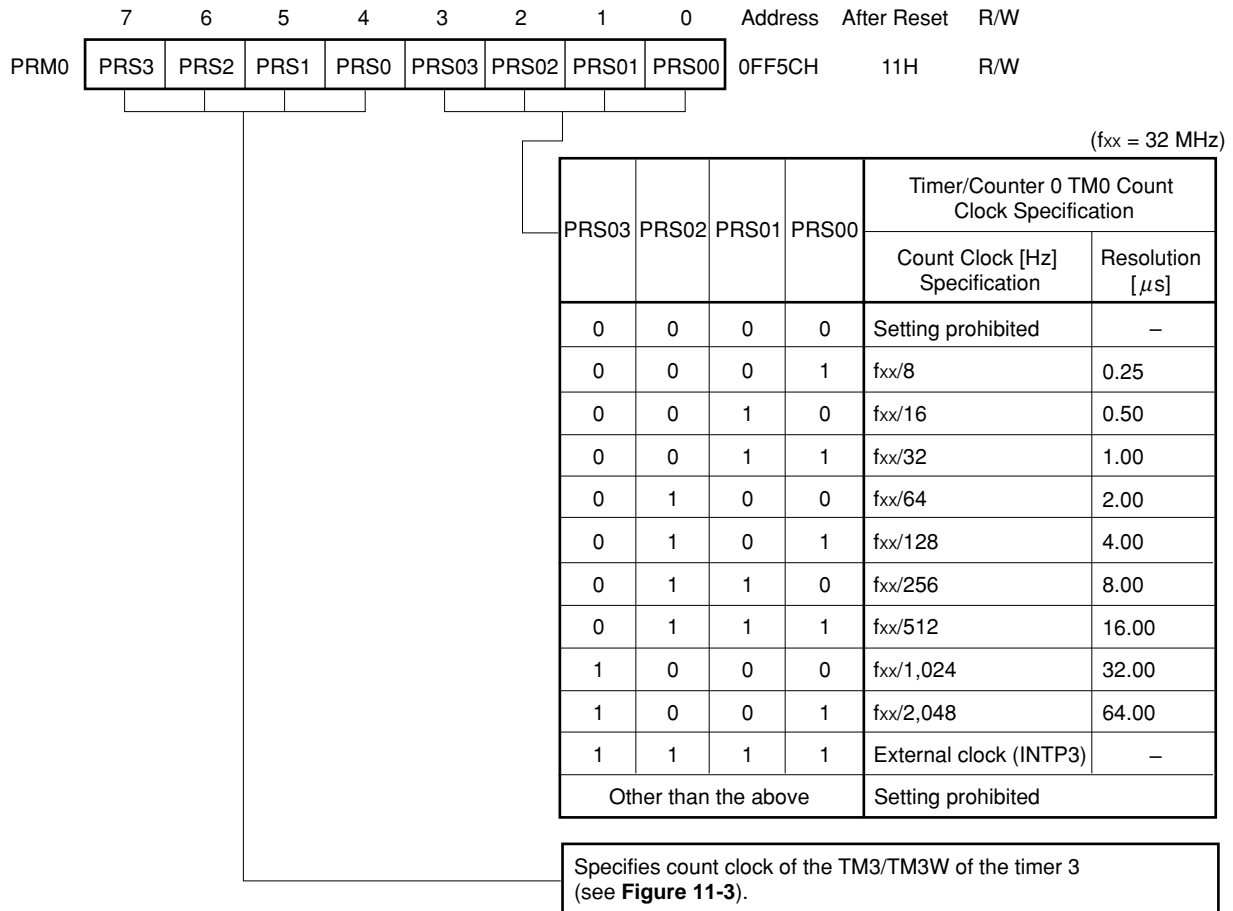 7 6 5 4 3 2 1 0 Address After Reset R/W
PRM0 PRS3 PRS2 PRS1 PRS0 PRS03 PRS02 PRS01 PRS00 0FF5CH 11H R/W
(fxx = 32 MHz)
PRS03 PRS02 PRS01 PRS00 Timer/Counter 0 TM0 Count
Clock Specification
Count Clock [Hz] Resolution
Specification [μs]
0 0 0 0 Setting prohibited –
0 0 0 1 fxx/8 0.25
0 0 1 0 fxx/16 0.50
0 0 1 1 fxx/32 1.00
0 1 0 0 fxx/64 2.00
0 1 0 1 fxx/128 4.00
0 1 1 0 fxx/256 8.00
0 1 1 1 fxx/512 16.00
1 0 0 0 fxx/1,024 32.00
1 0 0 1 fxx/2,048 64.00
1 1 1 1 External clock (INTP3) –
Other than the above Setting prohibited
Specifies count clock of the TM3/TM3W of the timer 3
(see Figure 11-3).